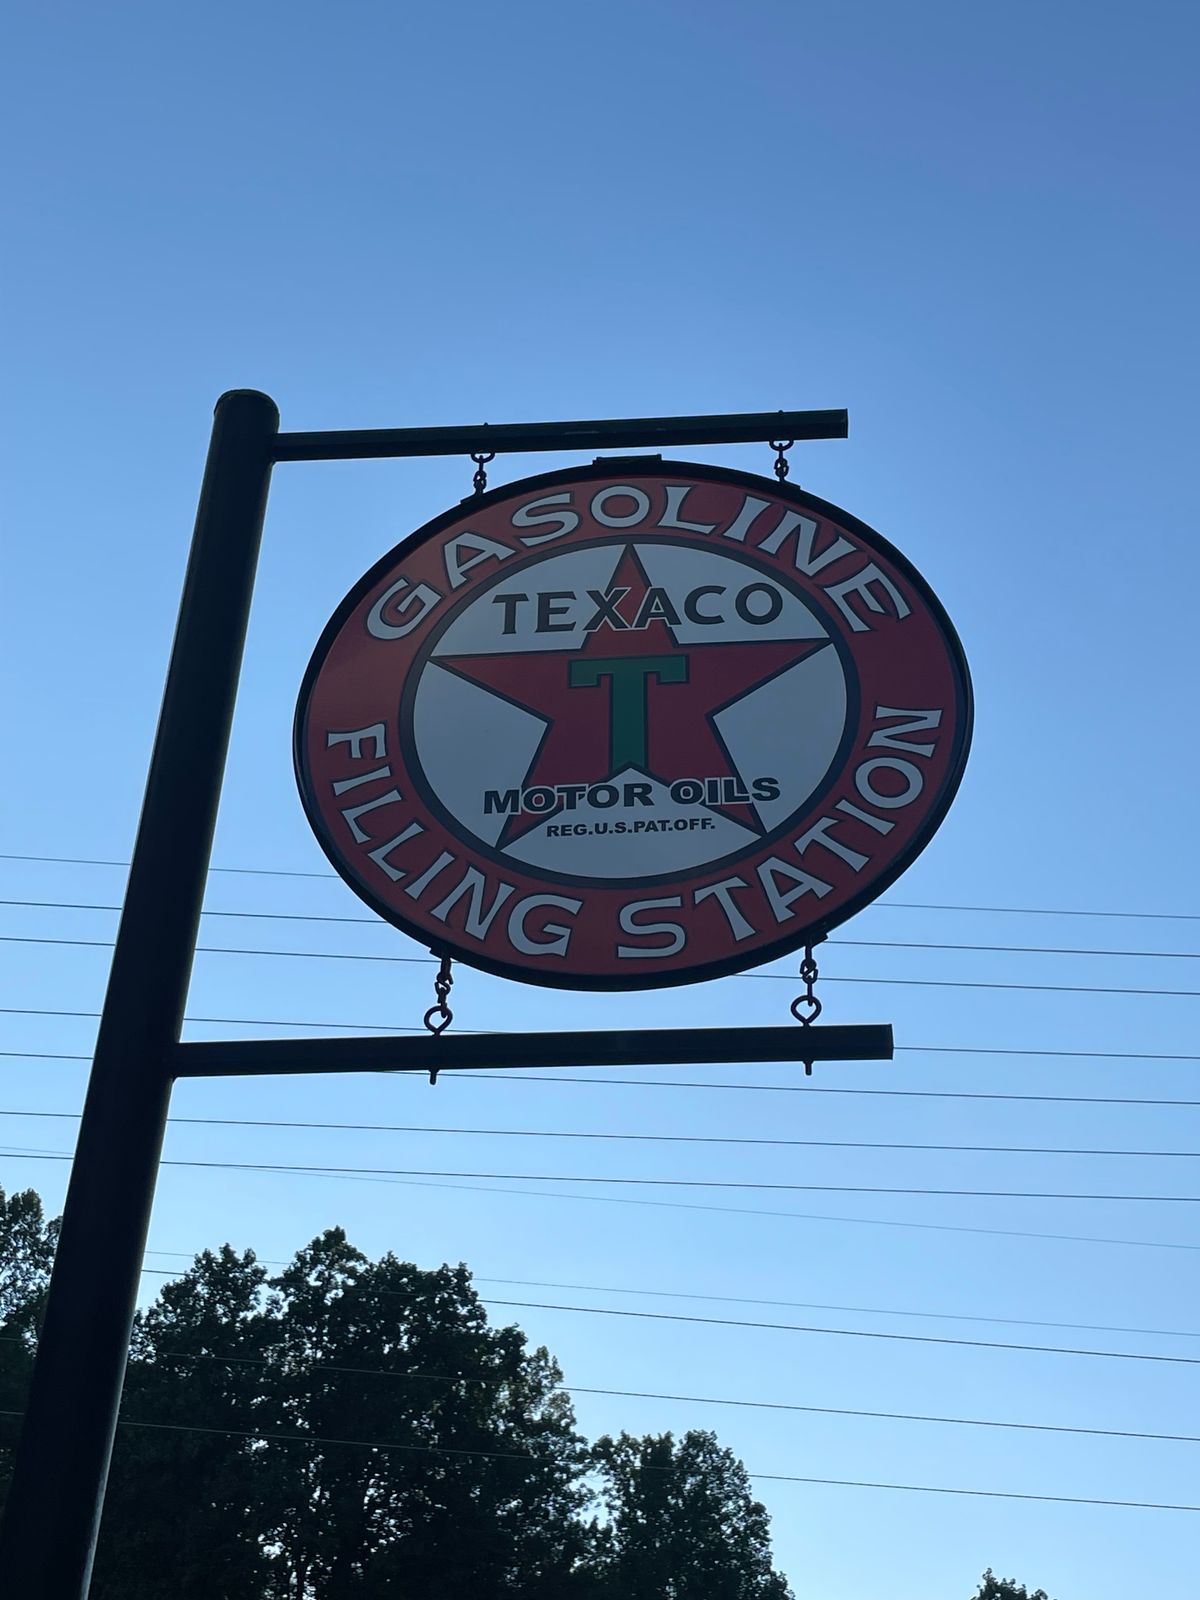 GASOLINE
TEXACO
T
MOTOR OILS
REG.U.S.PAT.OFF.
FILLING STATION